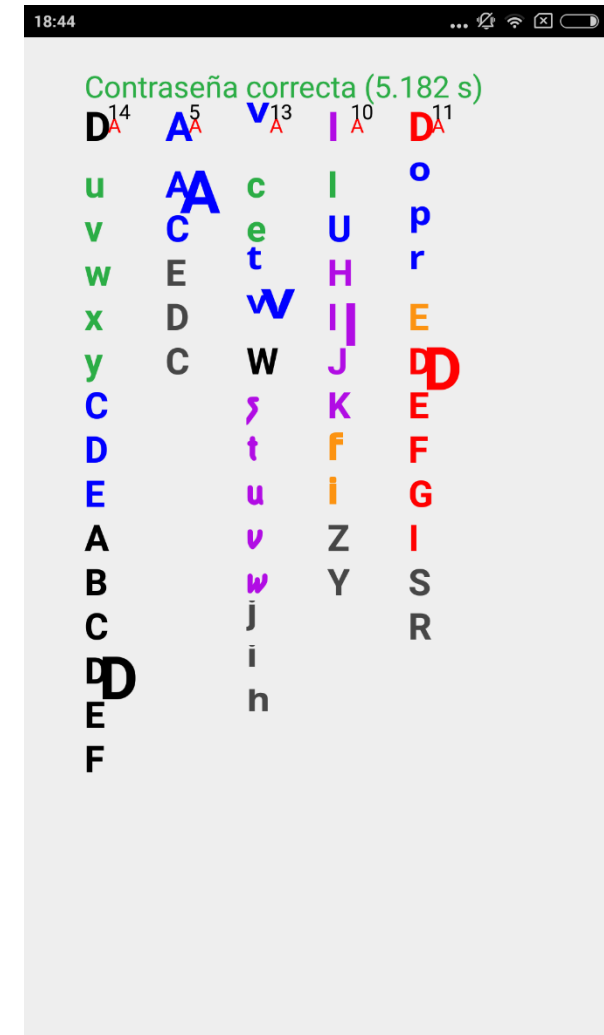 18:44 ...
Contraseña correcta (5.182 s)
D 14 A A 5 A v 13 A I 10 A D 11 A
u A A c I o
v C e U p
w E t H r
x D v v I I E
y C W J D D
C s K E
D t f F
E u i G
A v Z I
B w Y S
C j R
D D i
E h
F